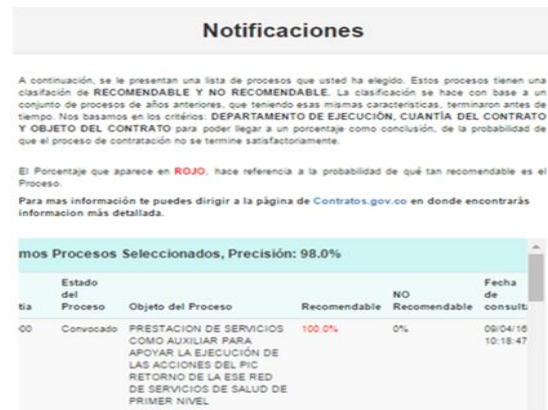 Notificaciones
A continuación, se le presentan una lista de procesos que usted ha elegido. Estos procesos tienen una
clasifación de RECOMENDABLE Y NO RECOMENDABLE. La clasificación se hace con base a un
conjunto de procesos de años anteriores, que teniendo esas mismas caracteristicas, terminaron antes de
tiempo. Nos basamos en los critérios: DEPARTAMENTO DE EJECUCIÓN, CUANTÍA DEL CONTRATO
Y OBJETO DEL CONTRATO para poder llegar a un porcentaje como conclusión, de la probabilidad de
que el proceso de contratación no se termine satisfactoriamente.
El Porcentaje que aparece en ROJO, hace referencia a la probabilidad de qué tan recomendable es el
Proceso.
Para mas información te puedes dirigir a la página de Contratos.gov.co en donde encontrarás
informacion más detallada.
mos Procesos Seleccionados, Precisión: 98.0%
tía Estado del Proceso Objeto del Proceso Recomendable NO Recomendable Fecha de consulta
00 Convocado PRESTACION DE SERVICIOS 100.0% 0% 09/04/16
COMO AUXILIAR PARA 10:18:47
APOYAR LA EJECUCIÓN DE
LAS ACCIONES DEL PIC
RETORNO DE LA ESE RED
DE SERVICIOS DE SALUD DE
PRIMER NIVEL